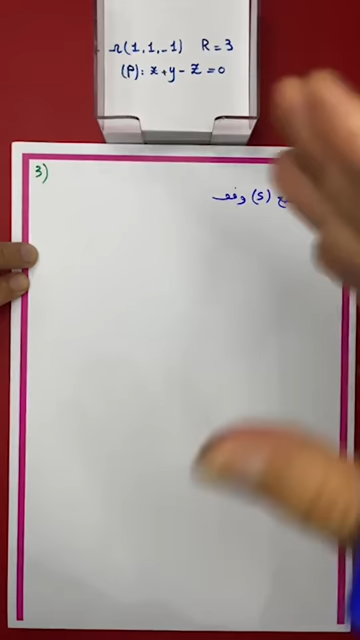 Ω(1,1,-1) R=3
(P): x+y-z=0
3)
(S) وفق